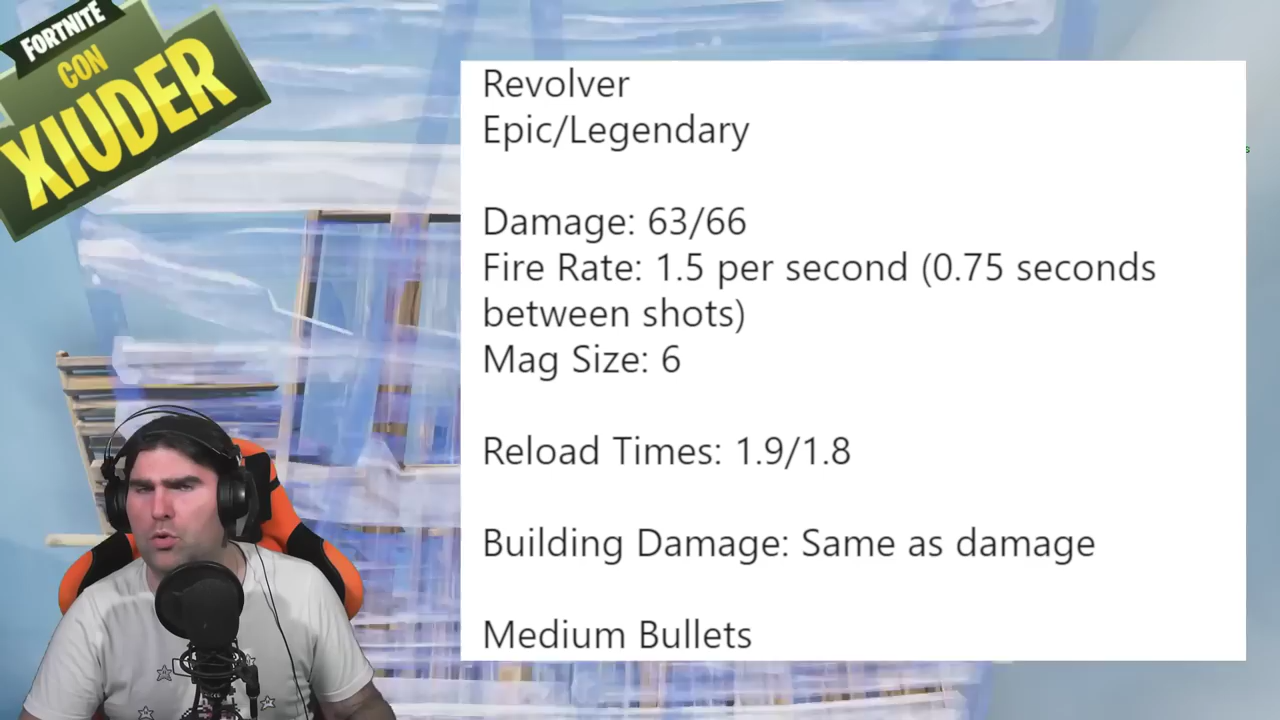 FORTNITE
CON
XIUDER
Revolver
Epic/Legendary
Damage: 63/66
Fire Rate: 1.5 per second (0.75 seconds
between shots)
Mag Size: 6
Reload Times: 1.9/1.8
Building Damage: Same as damage
Medium Bullets